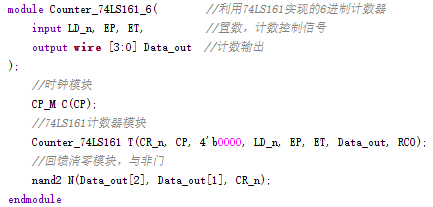 module Counter_74LS161_6( //利用74LS161实现的6进制计数器
input LD_n, EP, ET, //置数,计数控制信号
output wire [3:0] Data_out //计数输出
);
//时钟模块
CP_M C(CP);
//74LS161计数器模块
Counter_74LS161 T(CR_n, CP, 4'b0000, LD_n, EP, ET, Data_out, RCO);
//回馈清零模块,与非门
nand2 N(Data_out[2], Data_out[1], CR_n);
endmodule